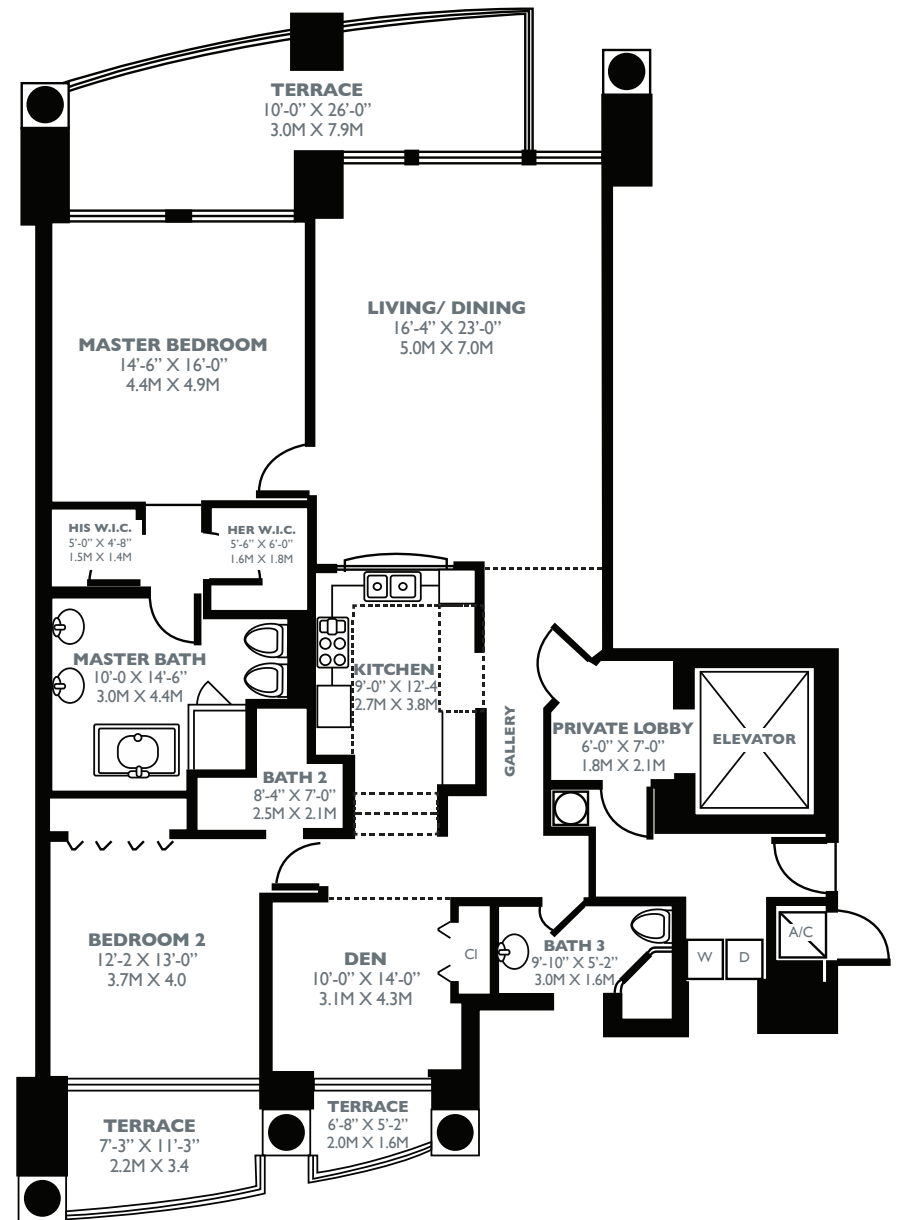 TERRACE
10'-0" X 26'-0"
3.0M X 7.9M
LIVING/ DINING
16'-4" X 23'-0"
5.0M X 7.0M
MASTER BEDROOM
14'-6" X 16'-0"
4.4M X 4.9M
HIS W.I.C.
5'-0" X 4'-8"
1.5M X 1.4M
HER W.I.C.
5'-6" X 6'-0"
1.6M X 1.8M
MASTER BATH
10'-0 X 14'-6"
3.0M X 4.4M
KITCHEN
9'-0" X 12'-4
2.7M X 3.8M
GALLERY
PRIVATE LOBBY
6'-0" X 7'-0"
1.8M X 2.1M
ELEVATOR
BATH 2
8'-4" X 7'-0"
2.5M X 2.1M
BEDROOM 2
12'-2 X 13'-0"
3.7M X 4.0
DEN
10'-0" X 14'-0"
3.1M X 4.3M
Cl
BATH 3
9'-10" X 5'-2"
3.0M X 1.6M
W
D
A/C
TERRACE
7'-3" X 11'-3"
2.2M X 3.4
TERRACE
6'-8" X 5'-2"
2.0M X 1.6M